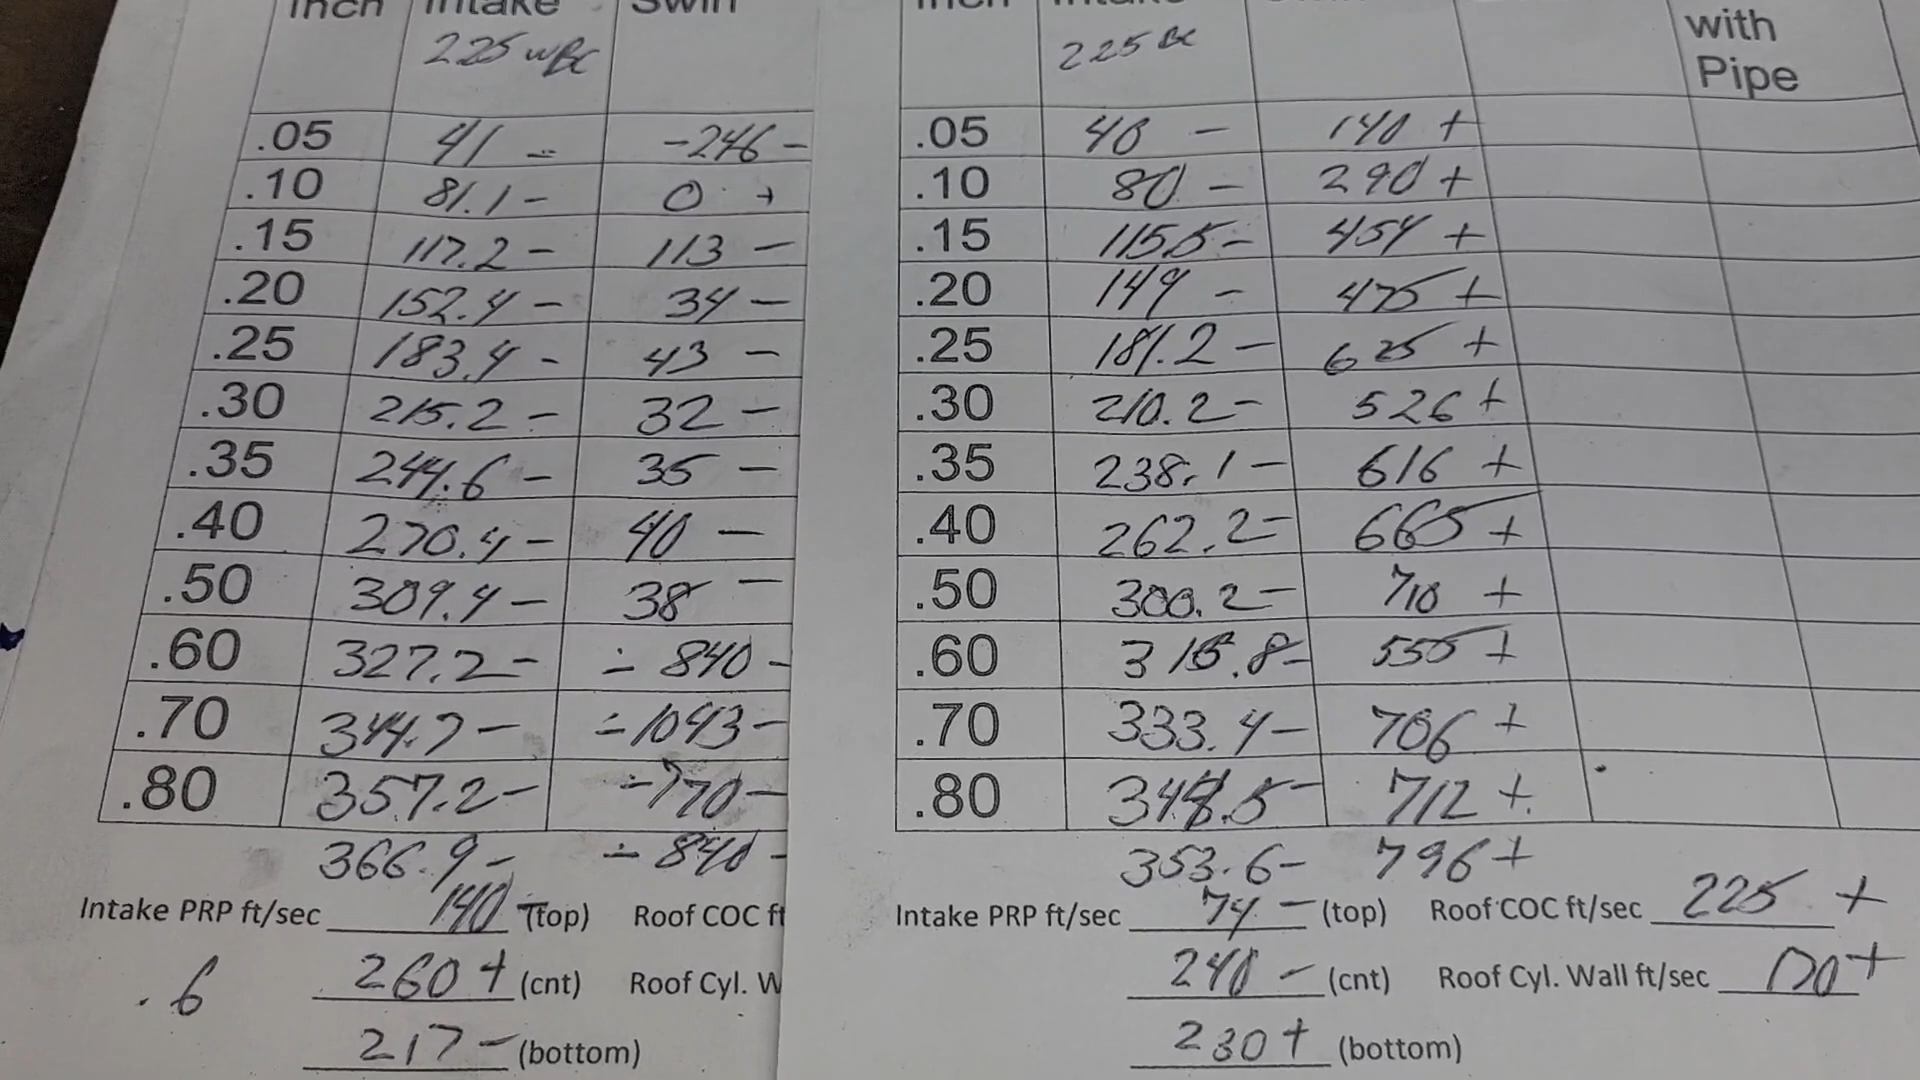 Inch Intake Swirl
225 wBC
.05 41 - -246 -
.10 81.1 - 0 +
.15 117.2 - 113 -
.20 152.4 - 34 -
.25 183.4 - 43 -
.30 215.2 - 32 -
.35 244.6 - 35 -
.40 270.4 - 40 -
.50 309.4 - 38 -
.60 327.2 - - 840 -
.70 344.7 - - 1043 -
.80 357.2 - - 770 -
366.9 - - 840 -
Intake PRP ft/sec 140 (top) Roof COC ft
.6 260 + (cnt) Roof Cyl. W
217 - (bottom)
Inch Intake
225 BC
with
Pipe
.05 40 - 140 +
.10 80 - 290 +
.15 115.5 - 454 +
.20 149 - 475 +
.25 181.2 - 625 +
.30 210.2 - 526 +
.35 238.1 - 616 +
.40 262.2 - 665 +
.50 300.2 - 710 +
.60 315.8 - 555 +
.70 333.4 - 706 +
.80 348.5 - 712 +
353.6 - 796 +
Intake PRP ft/sec 74 - (top) Roof COC ft/sec 225 +
240 - (cnt) Roof Cyl. Wall ft/sec 170 +
230 + (bottom)